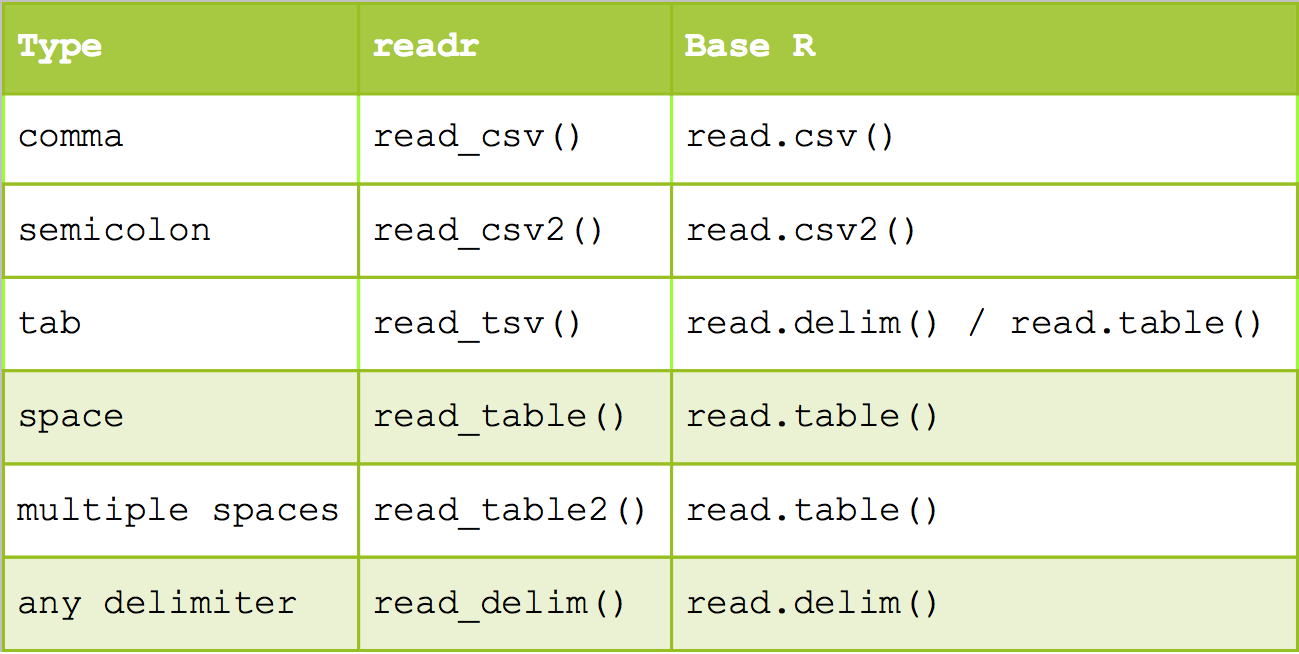 Type readr Base R
comma read_csv() read.csv()
semicolon read_csv2() read.csv2()
tab read_tsv() read.delim() / read.table()
space read_table() read.table()
multiple spaces read_table2() read.table()
any delimiter read_delim() read.delim()